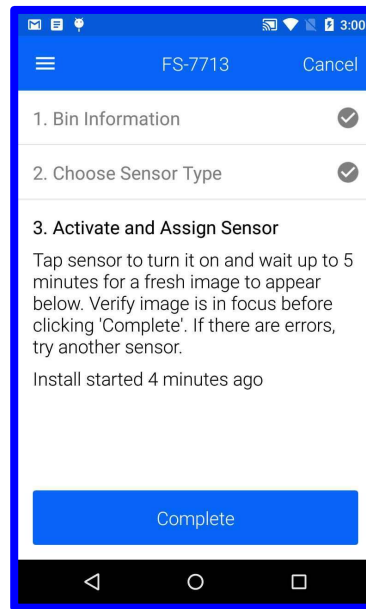 3:00
FS-7713
Cancel
1. Bin Information
2. Choose Sensor Type
3. Activate and Assign Sensor
Tap sensor to turn it on and wait up to 5
minutes for a fresh image to appear
below. Verify image is in focus before
clicking 'Complete'. If there are errors,
try another sensor.
Install started 4 minutes ago
Complete